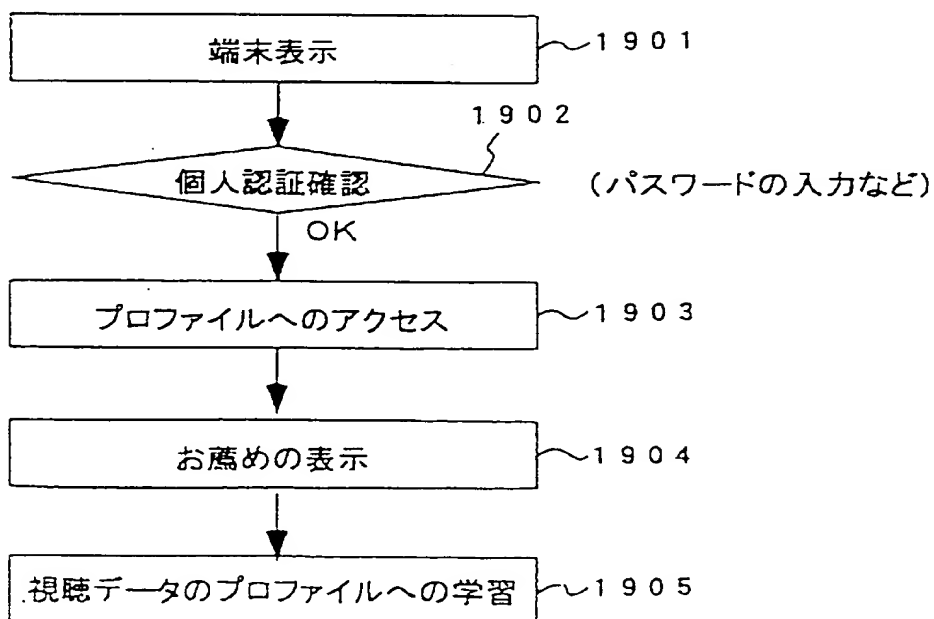 端末表示
1901
1902
個人認証確認
(パスワードの入力など)
OK
プロファイルへのアクセス
1903
お薦めの表示
1904
視聴データのプロファイルへの学習
1905